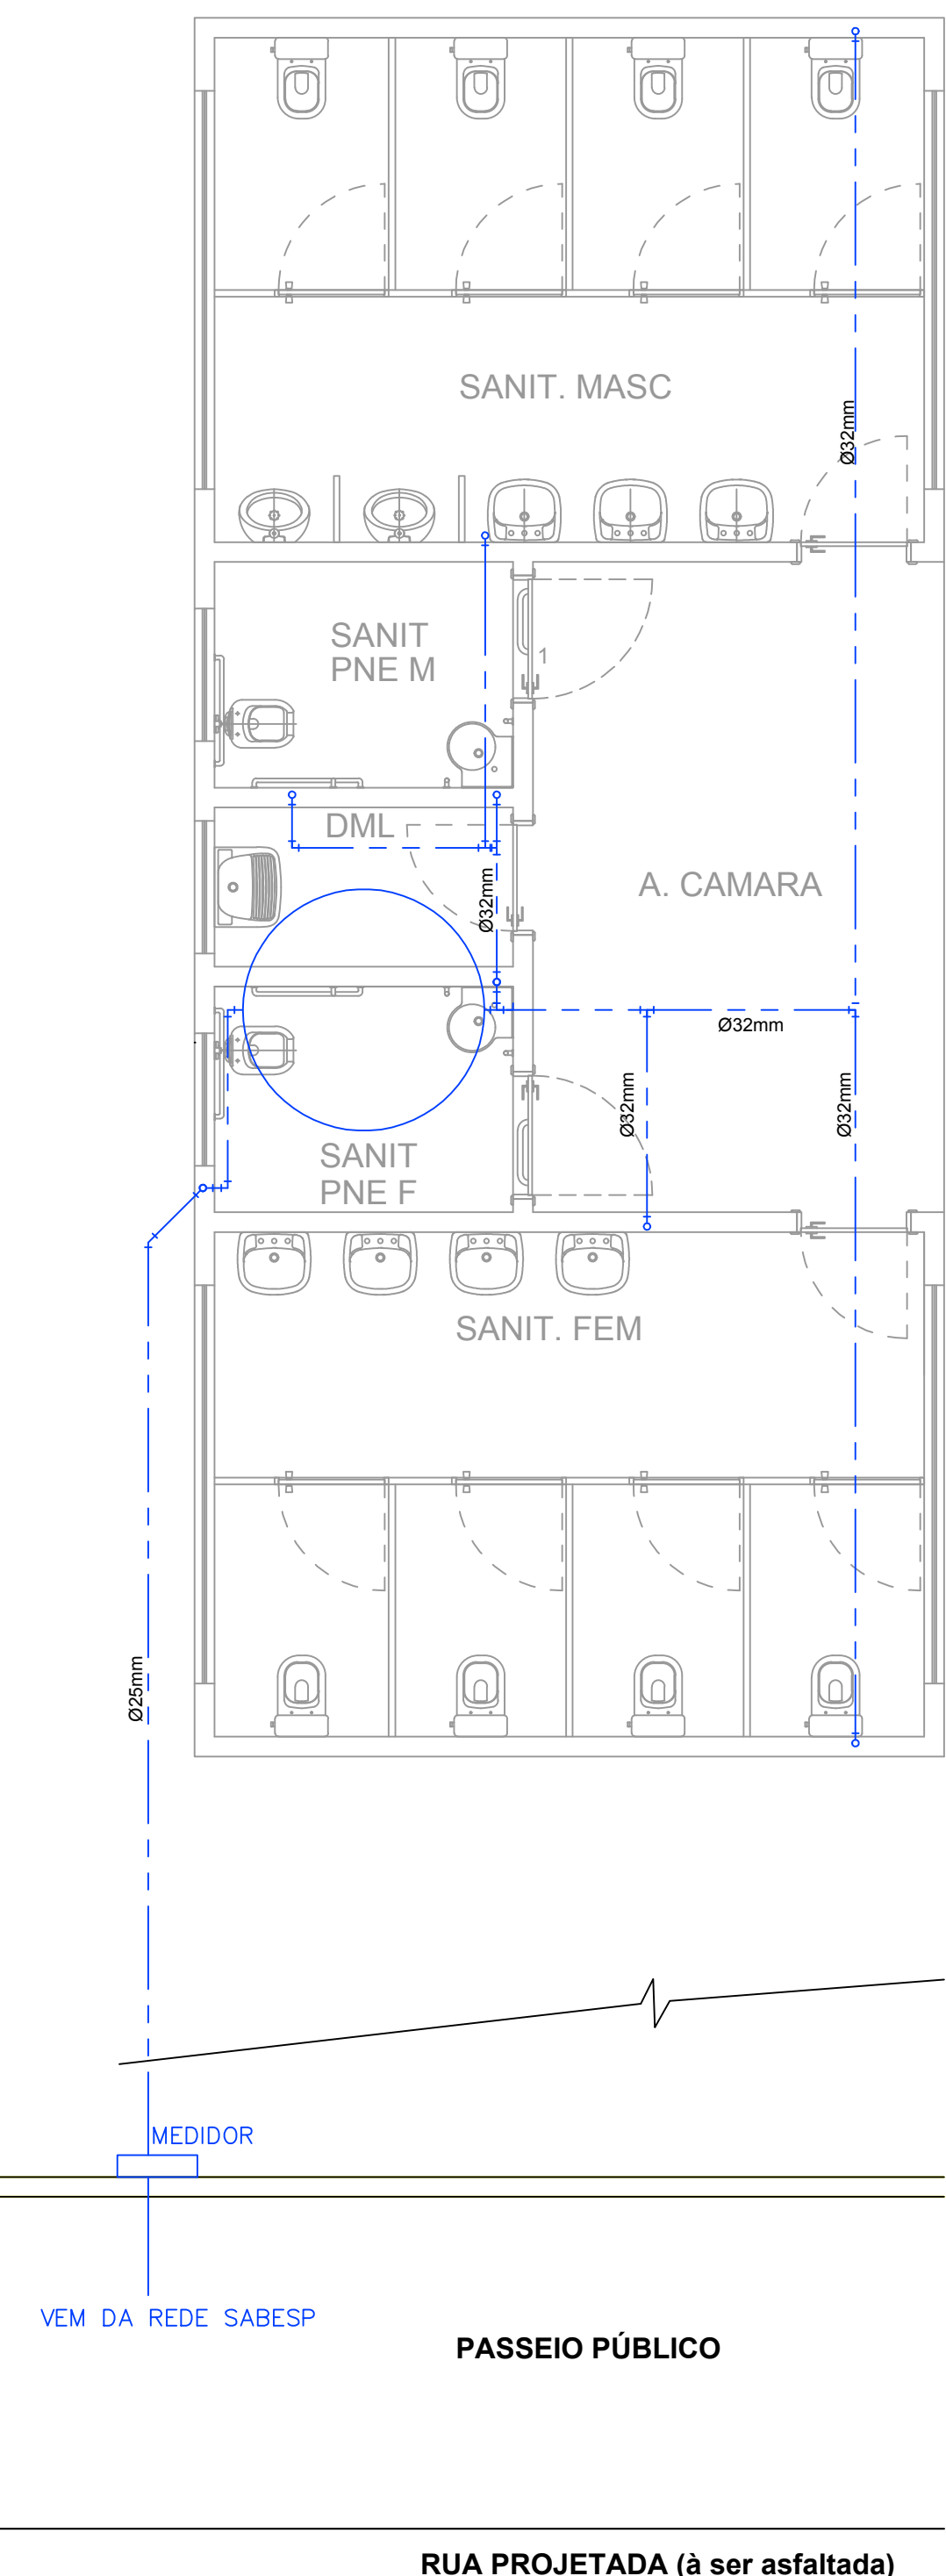 SANIT. MASC
Ø32mm
SANIT
PNE M
DML
Ø32mm
A. CAMARA
Ø32mm
Ø32mm
Ø32mm
SANIT
PNE F
SANIT. FEM
Ø25mm
MEDIDOR
VEM DA REDE SABESP
PASSEIO PÚBLICO
RUA PROJETADA (à ser asfaltada)